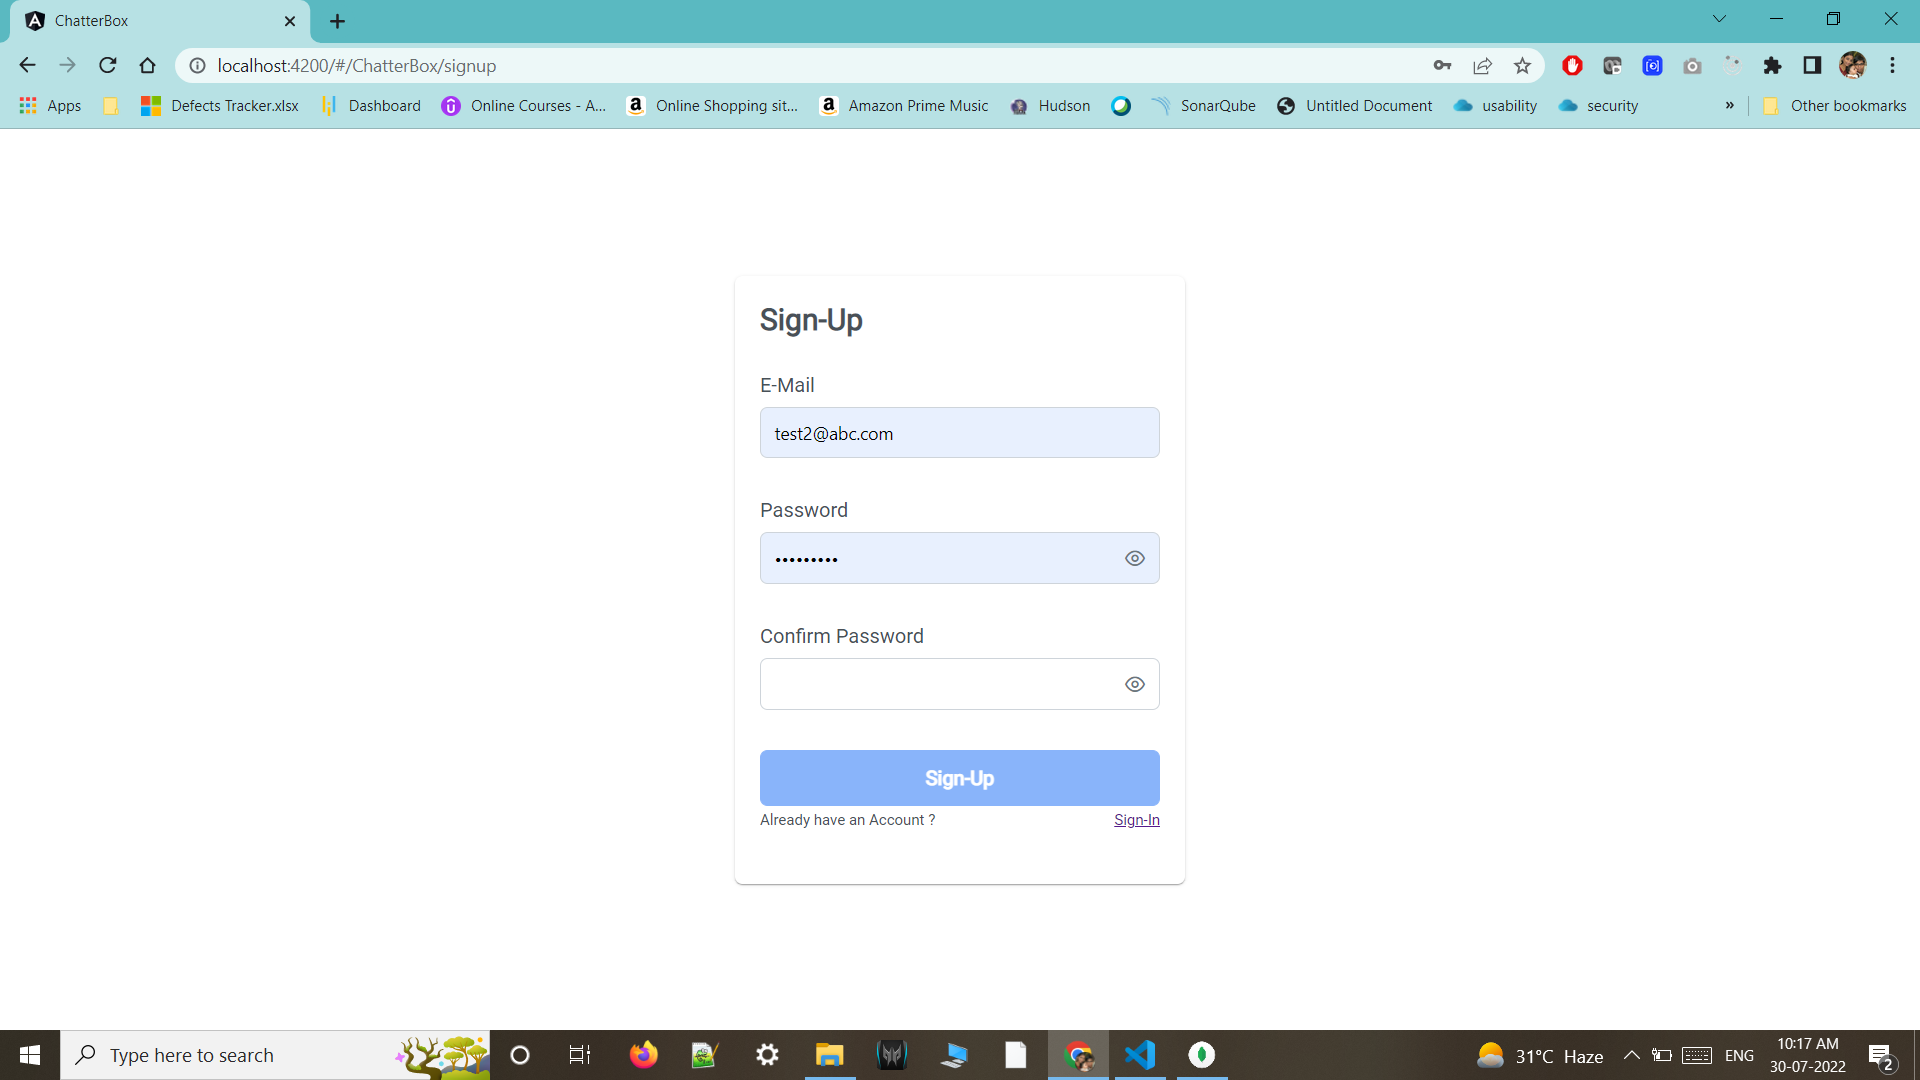 ChatterBox
localhost:4200/#/ChatterBox/signup
Apps
Defects Tracker.xlsx
Dashboard
Online Courses - A...
Online Shopping sit...
Amazon Prime Music
Hudson
SonarQube
Untitled Document
usability
security
»
Other bookmarks
Sign-Up
E-Mail
test2@abc.com
Password
•••••••••
Confirm Password
Sign-Up
Already have an Account ? Sign-In
Type here to search
31°C Haze
ENG
10:17 AM
30-07-2022
2